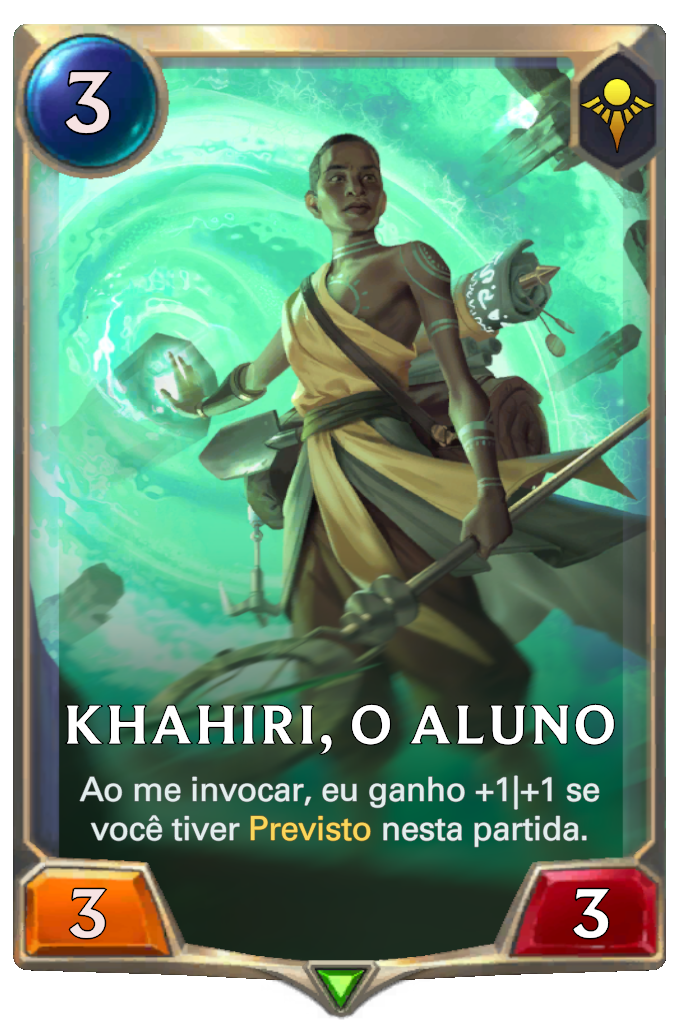 3
KHAHIRI, O ALUNO
Ao me invocar, eu ganho +1|+1 se
você tiver Previsto nesta partida.
3 3